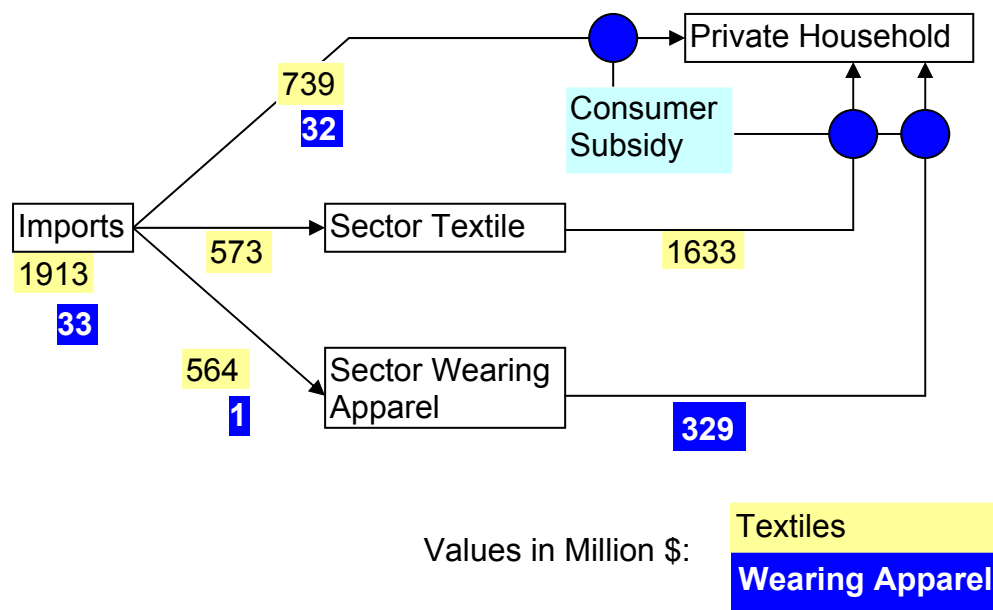 Private Household
739
32
Consumer
Subsidy
Imports
Sector Textile
573
1633
1913
33
564
1
Sector Wearing
Apparel
329
Values in Million $:
Textiles
Wearing Apparel